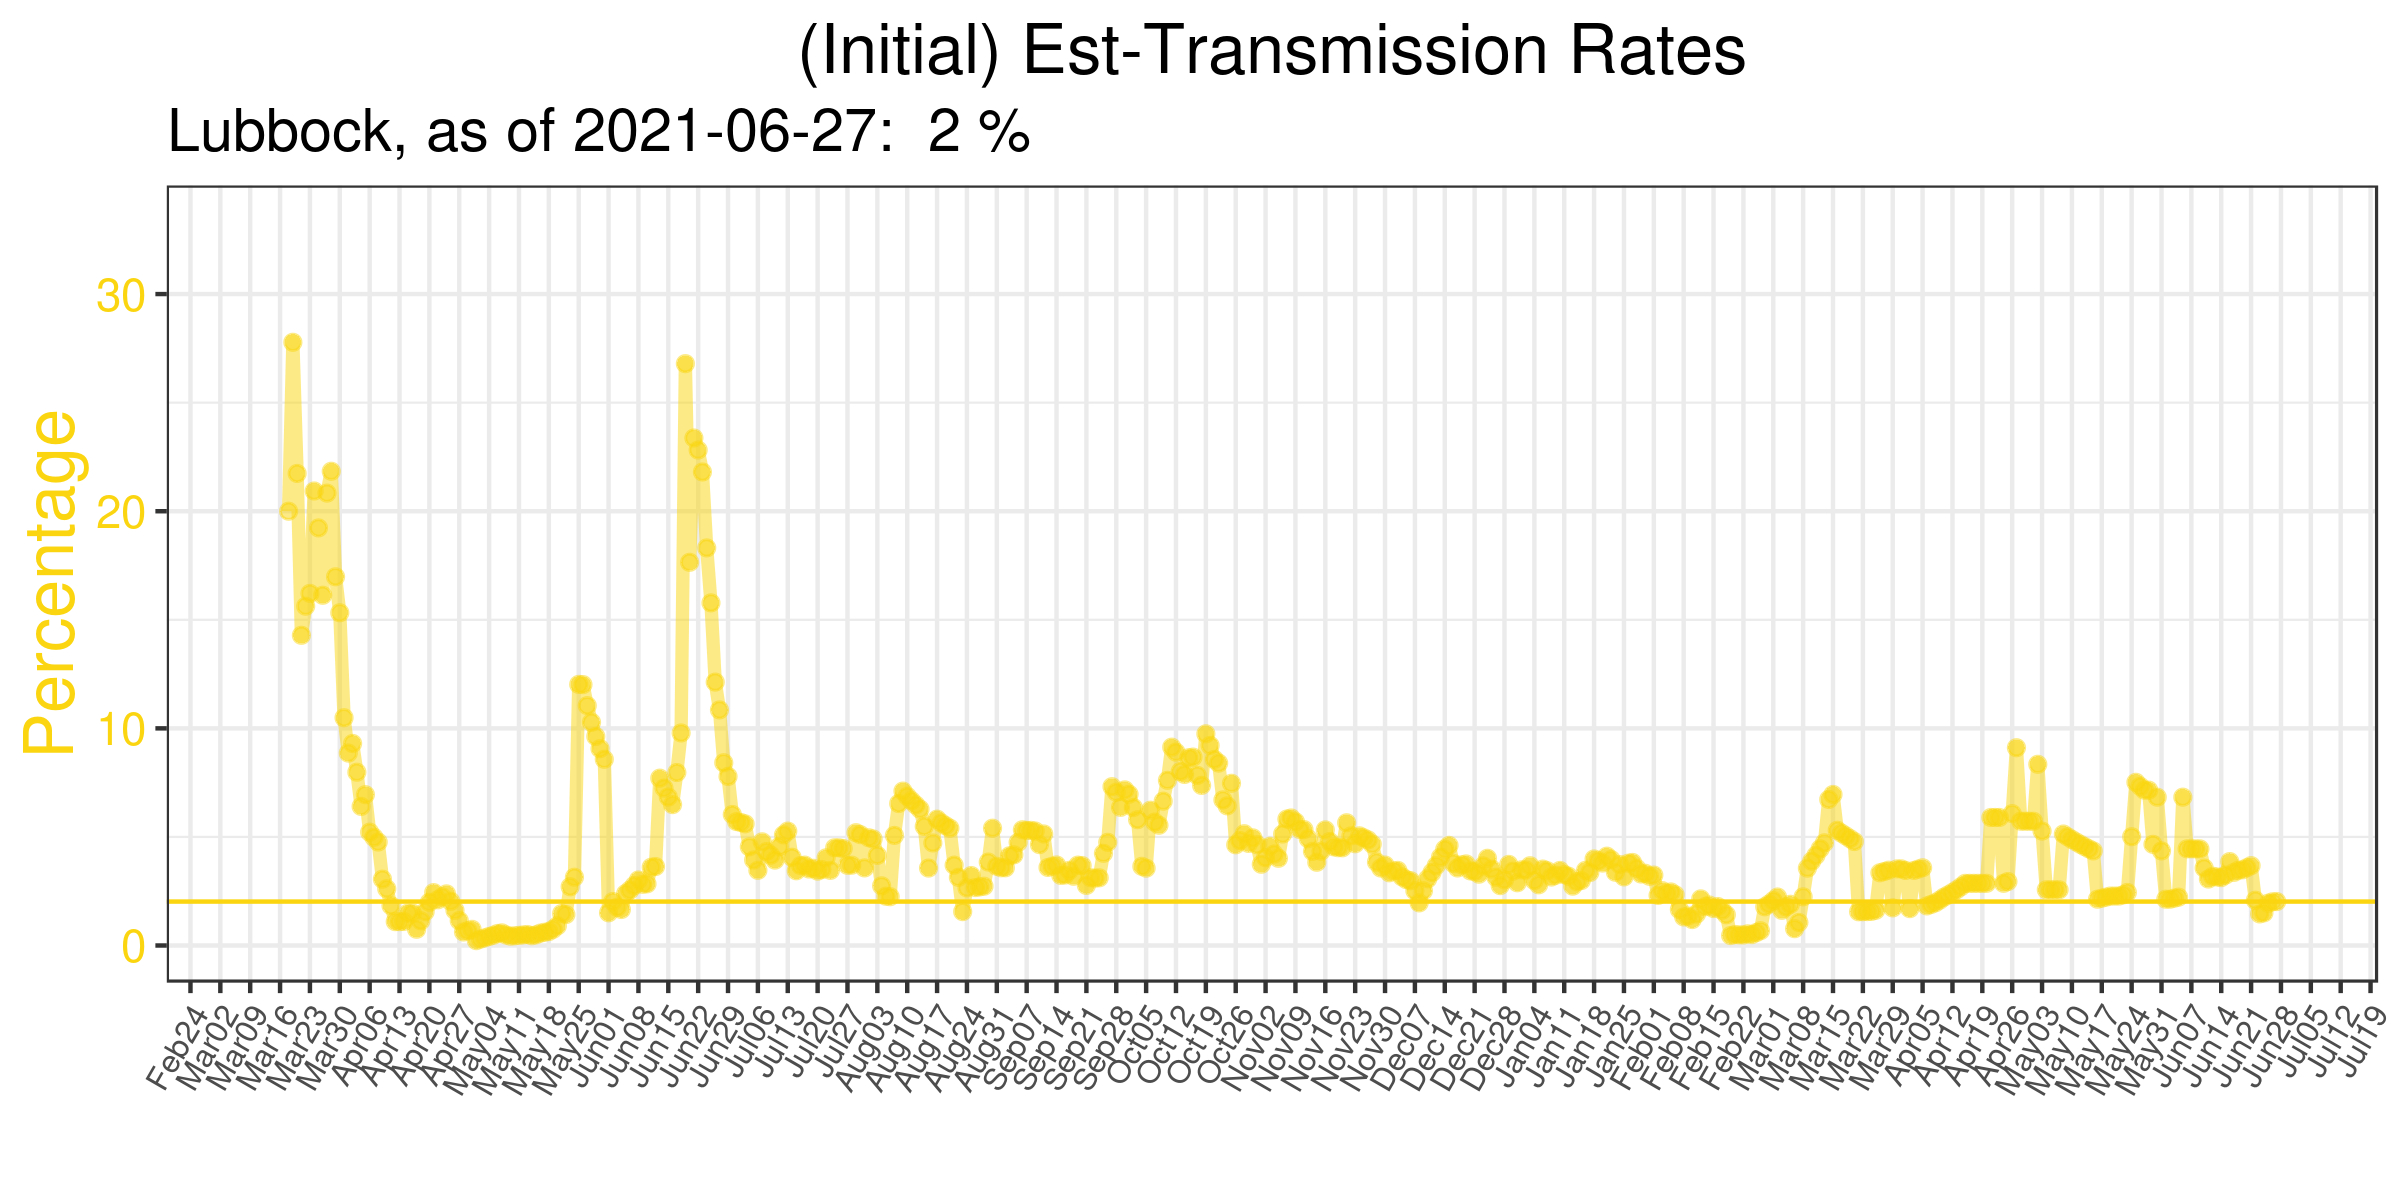 (Initial) Est-Transmission Rates
Lubbock, as of 2021-06-27:  2 %
Percentage
30
20
10
0
Feb24
Mar02
Mar09
Mar16
Mar23
Mar30
Apr06
Apr13
Apr20
Apr27
May04
May11
May18
May25
Jun01
Jun08
Jun15
Jun22
Jun29
Jul06
Jul13
Jul20
Jul27
Aug03
Aug10
Aug17
Aug24
Aug31
Sep07
Sep14
Sep21
Sep28
Oct05
Oct12
Oct19
Oct26
Nov02
Nov09
Nov16
Nov23
Nov30
Dec07
Dec14
Dec21
Dec28
Jan04
Jan11
Jan18
Jan25
Feb01
Feb08
Feb15
Feb22
Mar01
Mar08
Mar15
Mar22
Mar29
Apr05
Apr12
Apr19
Apr26
May03
May10
May17
May24
May31
Jun07
Jun14
Jun21
Jun28
Jul05
Jul12
Jul19